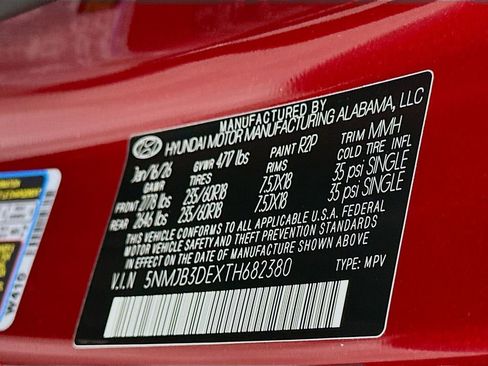 MANUFACTURED BY
HYUNDAI MOTOR MANUFACTURING ALABAMA, LLC
Jan/16/26 GVWR 4717 lbs PAINT R2P TRIM MMH
GAWR TIRES RIMS COLD TIRE INFL
FRONT 2778 lbs 235/60R18 7.5JX18 35 psi SINGLE
REAR 2646 lbs 235/60R18 7.5JX18 35 psi SINGLE
THIS VEHICLE CONFORMS TO ALL APPLICABLE U.S.A. FEDERAL
MOTOR VEHICLE SAFETY AND THEFT PREVENTION STANDARDS
IN EFFECT ON THE DATE OF MANUFACTURE SHOWN ABOVE
V.I.N 5NMJB3DEXTH682380 TYPE: MPV
W419